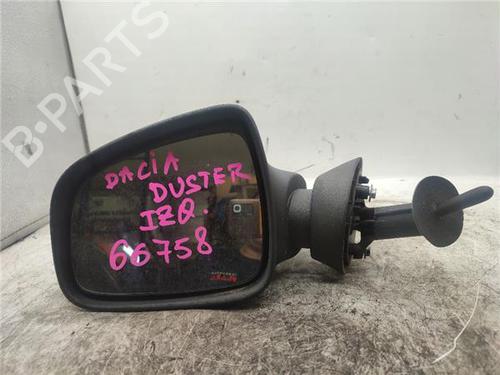 B-PARTS
DACIA
DUSTER
IZQ.
66758